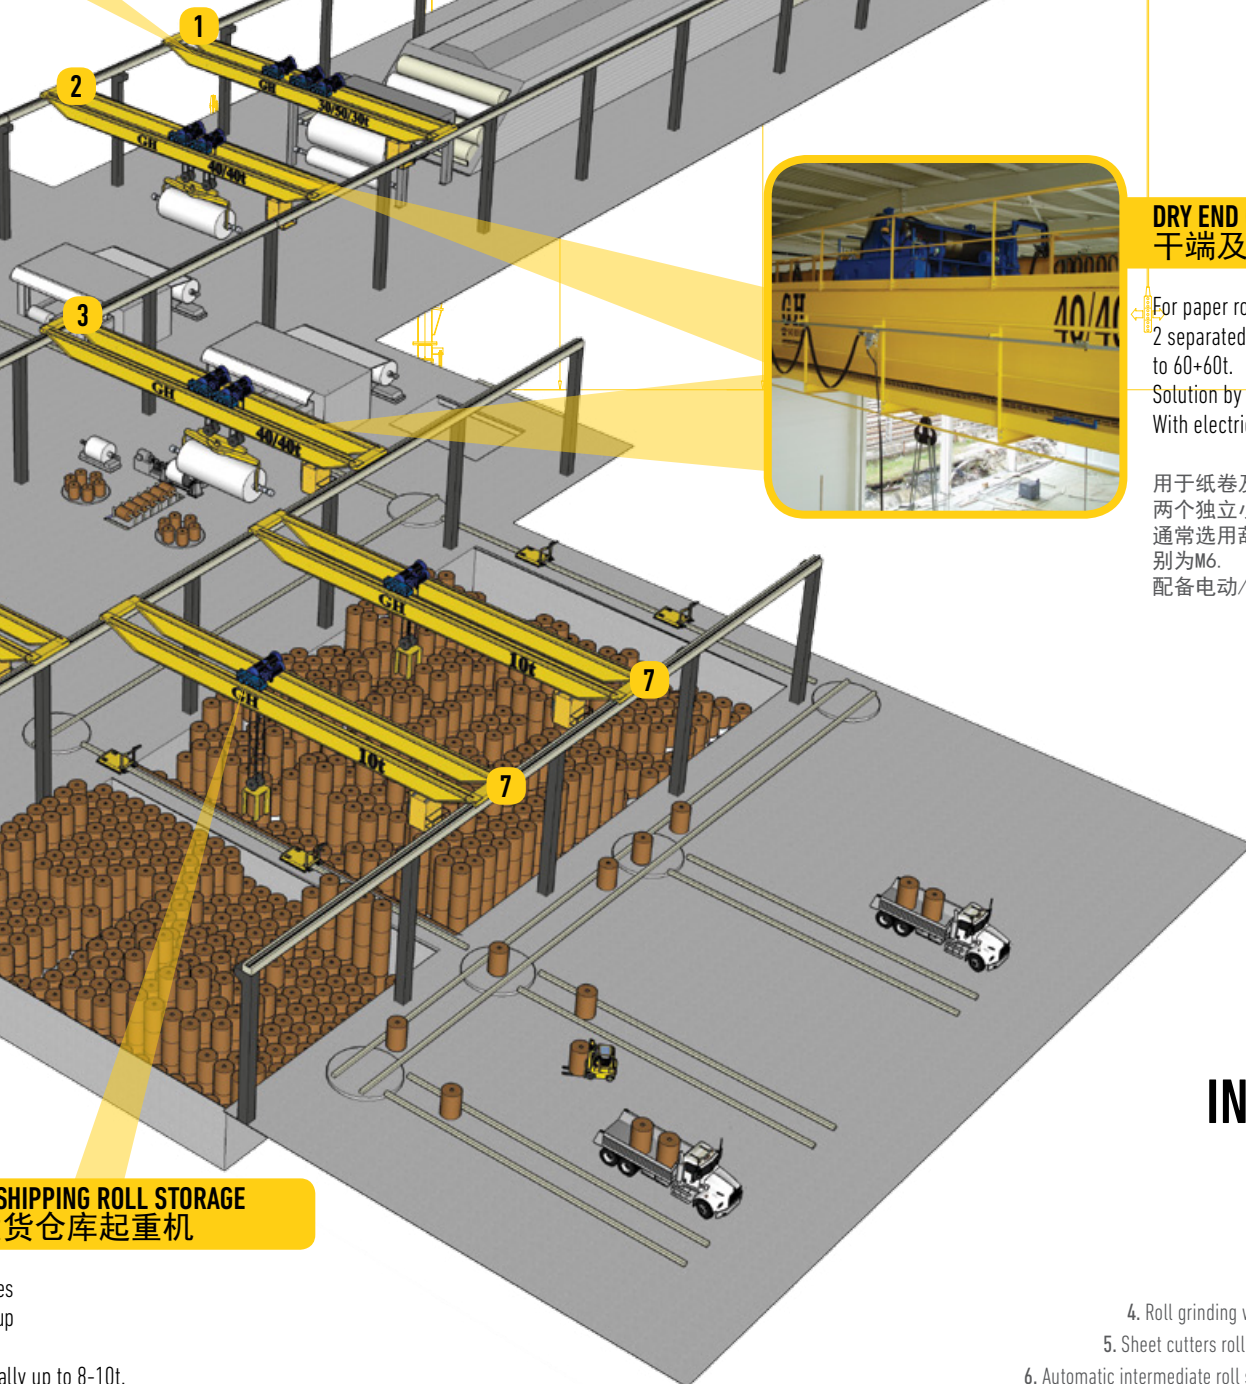 1
GH
30/50/30t
2
GH
40/40t
3
GH
40/40t
GH
40/40
DRY END
干端及
For paper
2 separated
to 60+60t.
Solution by
With
用于纸卷及
两个独立
通常选用
别为M6.
配备电动/
GH
10t
7
GH
10t
7
IN
SHIPPING ROLL STORAGE
货仓库起重机
up
up to 8-10t.
4. Roll grinding
5. Sheet cutters roll
6. Automatic intermediate roll